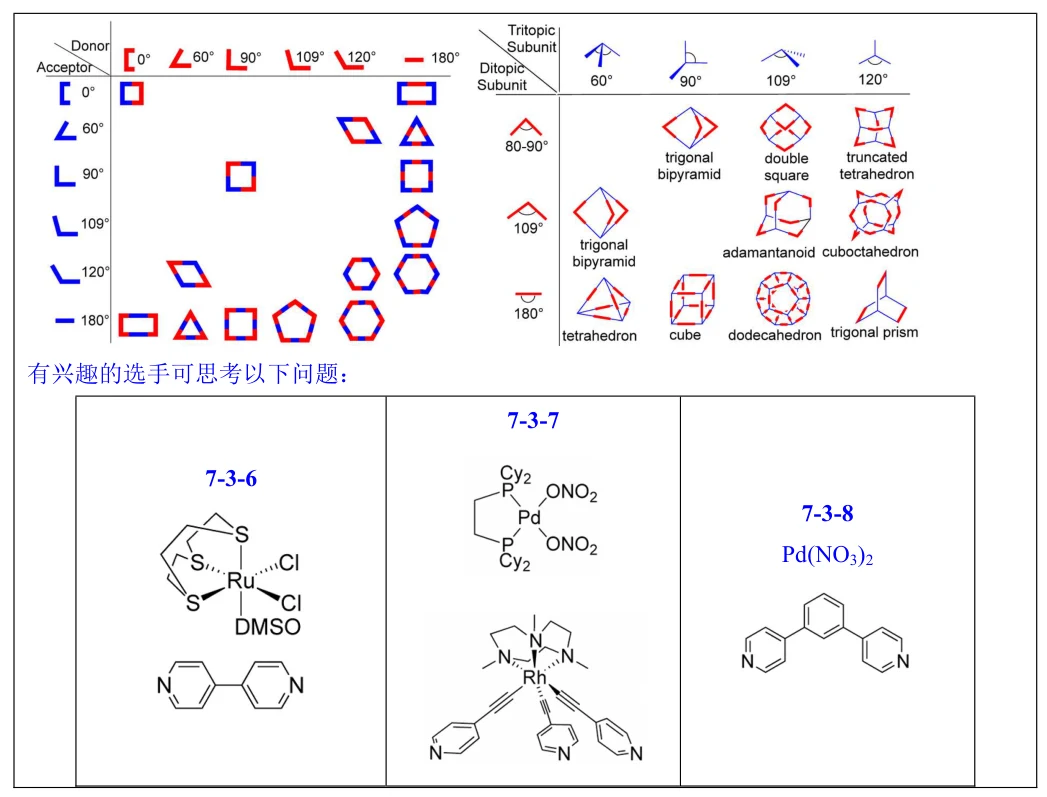 Donor
Acceptor
0° 60° 90° 109° 120° 180°
0°
60°
90°
109°
120°
180°
Tritopic
Subunit
Ditopic
Subunit
60° 90° 109° 120°
80-90°
trigonal
bipyramid
double
square
truncated
tetrahedron
109°
trigonal
bipyramid
adamantanoid
cuboctahedron
180°
tetrahedron
cube
dodecahedron
trigonal prism
有兴趣的选手可思考以下问题：
7-3-6
S
S
S
Ru
Cl
Cl
DMSO
N
N
7-3-7
Cy₂
P
ONO₂
Pd
P
ONO₂
Cy₂
N
N
N
Rh
N
N
N
7-3-8
Pd(NO₃)₂
N
N